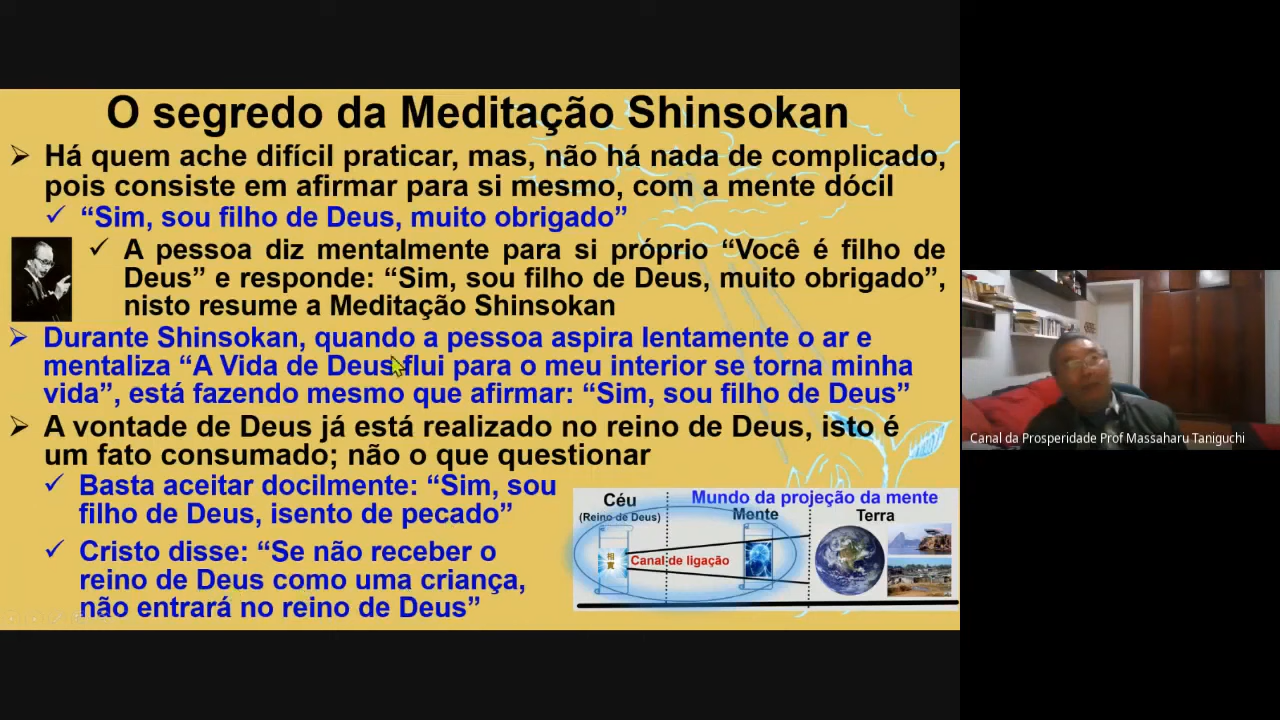 O segredo da Meditação Shinsokan
Há quem ache difícil praticar, mas, não há nada de complicado,
pois consiste em afirmar para si mesmo, com a mente dócil
“Sim, sou filho de Deus, muito obrigado”
A pessoa diz mentalmente para si próprio “Você é filho de
Deus” e responde: “Sim, sou filho de Deus, muito obrigado”,
nisto resume a Meditação Shinsokan
Durante Shinsokan, quando a pessoa aspira lentamente o ar e
mentaliza “A Vida de Deus flui para o meu interior se torna minha
vida”, está fazendo mesmo que afirmar: “Sim, sou filho de Deus”
A vontade de Deus já está realizado no reino de Deus, isto é
um fato consumado; não o que questionar
Basta aceitar docilmente: “Sim, sou
filho de Deus, isento de pecado”
Cristo disse: “Se não receber o
reino de Deus como uma criança,
não entrará no reino de Deus”
Céu
(Reino de Deus)
Mundo da projeção da mente
Mente
Terra
相
實
Canal de ligação
Canal da Prosperidade Prof Massaharu Taniguchi